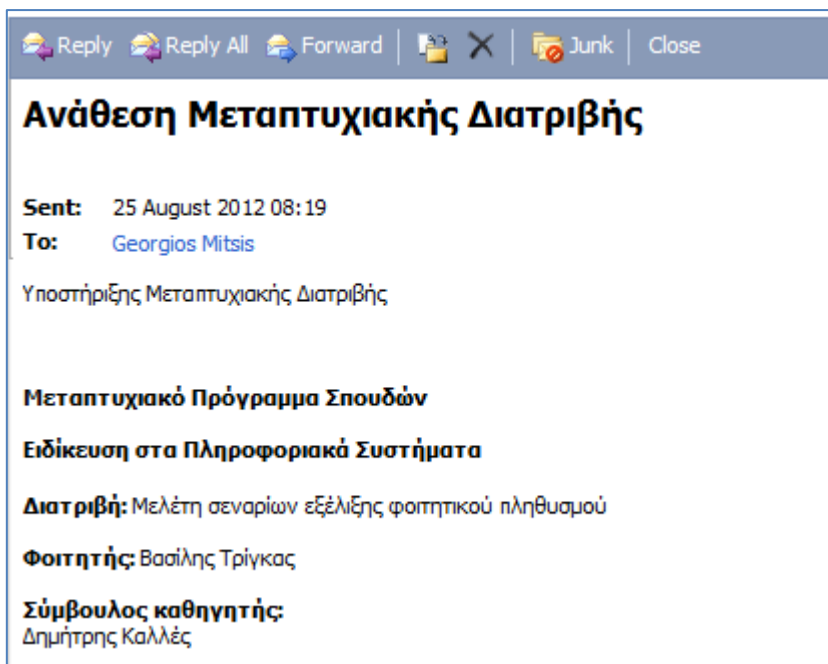 Reply Reply All Forward Junk Close
Ανάθεση Μεταπτυχιακής Διατριβής
Sent: 25 August 2012 08:19
To: Georgios Mitsis
Υποστήριξης Μεταπτυχιακής Διατριβής
Μεταπτυχιακό Πρόγραμμα Σπουδών
Ειδίκευση στα Πληροφοριακά Συστήματα
Διατριβή: Μελέτη σεναρίων εξέλιξης φοιτητικού πληθυσμού
Φοιτητής: Βασίλης Τρίγκας
Σύμβουλος καθηγητής:
Δημήτρης Καλλές